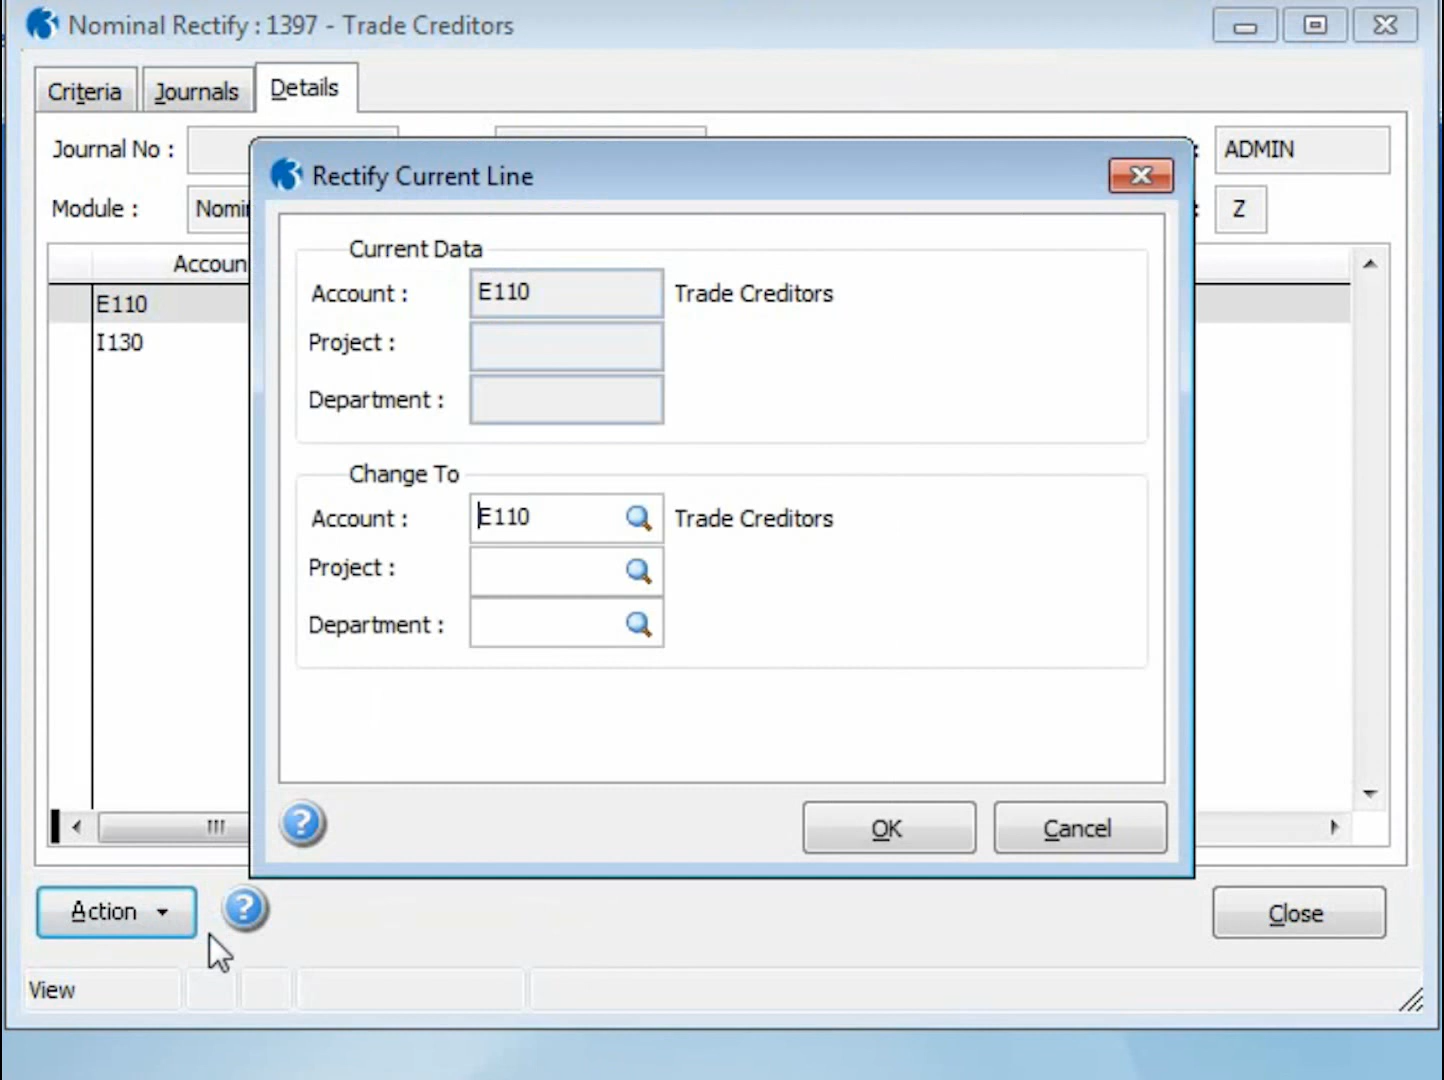 Nominal Rectify : 1397 - Trade Creditors
Criteria Journals Details
Journal No : ADMIN
Rectify Current Line
Module : Z
Current Data
Account : E110 Trade Creditors
E110
Project :
I130
Department :
Change To
Account : E110 Trade Creditors
Project :
Department :
OK Cancel
Action Close
View